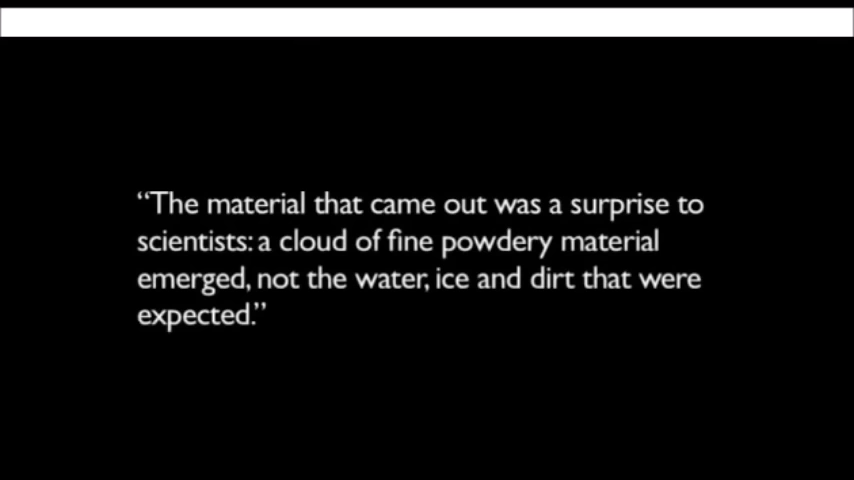 “The material that came out was a surprise to
scientists: a cloud of fine powdery material
emerged, not the water, ice and dirt that were
expected.”